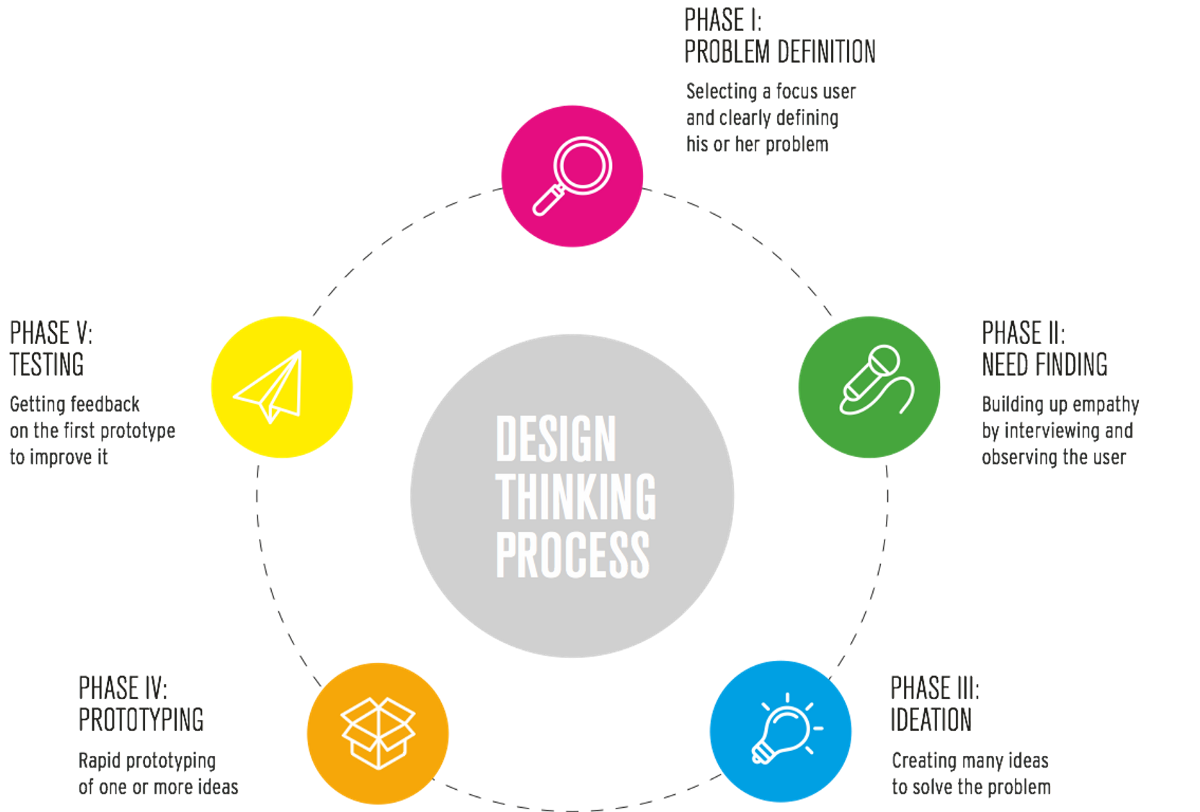 PHASE I:
PROBLEM DEFINITION
Selecting a focus user
and clearly defining
his or her problem
PHASE II:
NEED FINDING
Building up empathy
by interviewing and
observing the user
PHASE III:
IDEATION
Creating many ideas
to solve the problem
PHASE IV:
PROTOTYPING
Rapid prototyping
of one or more ideas
PHASE V:
TESTING
Getting feedback
on the first prototype
to improve it
DESIGN
THINKING
PROCESS